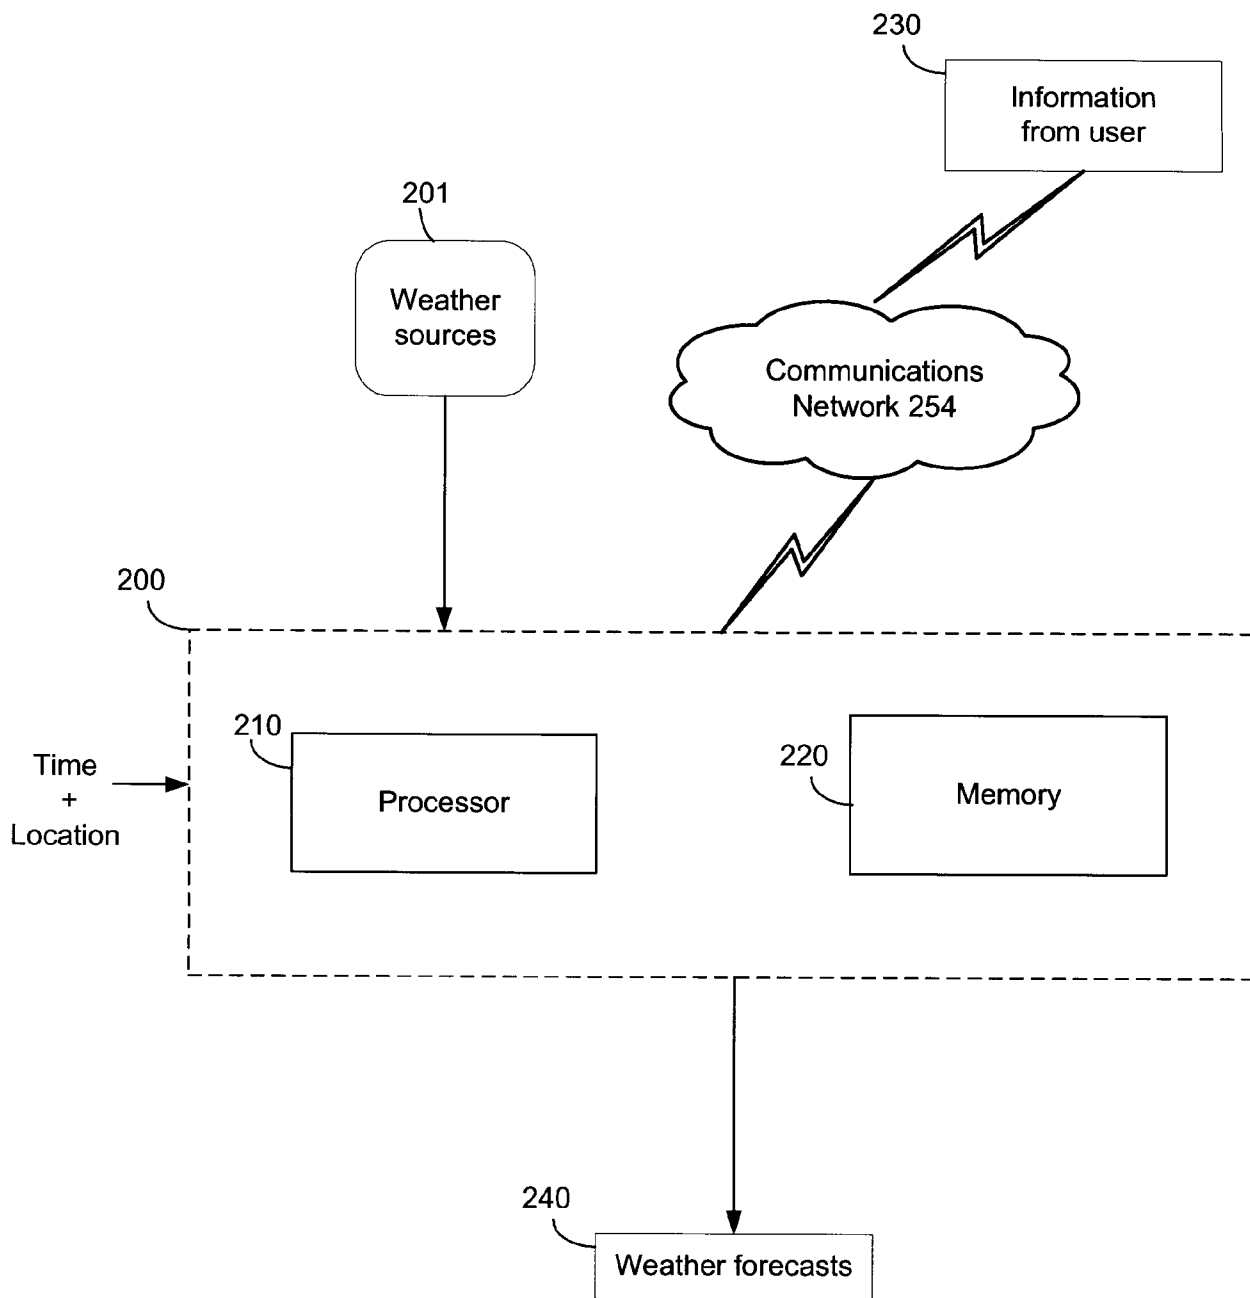 230
Information
from user
201
Weather
sources
Communications
Network 254
200
210
Processor
220
Memory
Time
+
Location
240
Weather forecasts